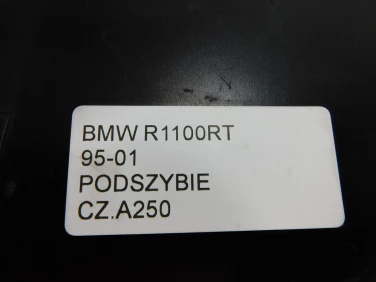 BMW R1100RT
95-01
PODSZYBIE
CZ.A250